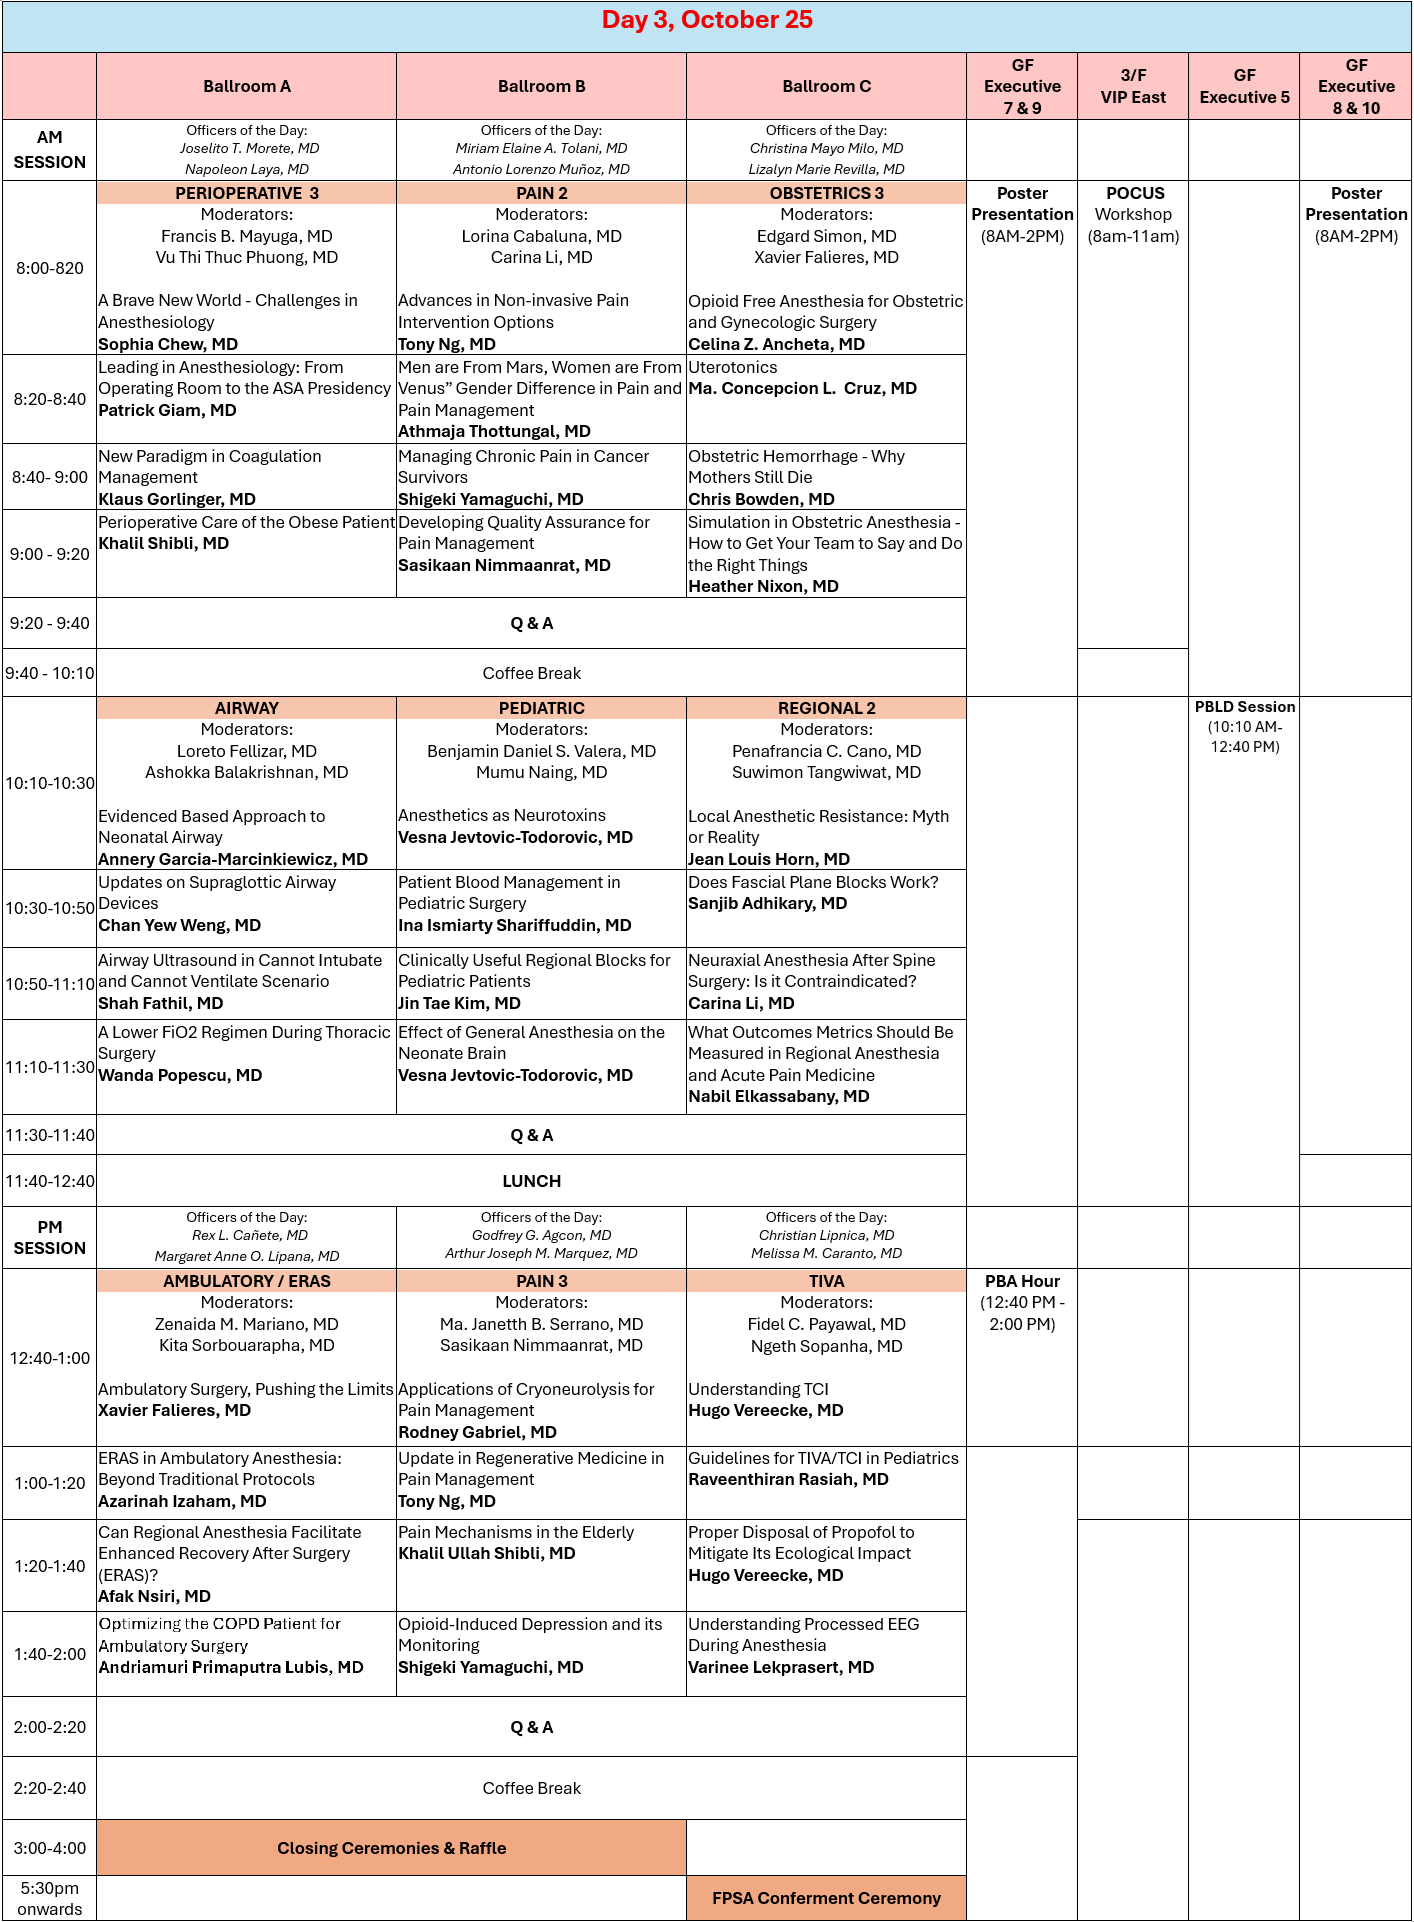 Day 3, October 25
Ballroom A
Ballroom B
Ballroom C
GF
Executive
7 & 9
3/F
VIP East
GF
Executive 5
GF
Executive
8 & 10
AM
SESSION
Officers of the Day:
Joselito T. Morete, MD
Napoleon Laya, MD
Officers of the Day:
Miriam Elaine A. Tolani, MD
Antonio Lorenzo Muñoz, MD
Officers of the Day:
Christina Mayo Milo, MD
Lizalyn Marie Revilla, MD
8:00-820
PERIOPERATIVE 3
Moderators:
Francis B. Mayuga, MD
Vu Thi Thuc Phuong, MD
A Brave New World - Challenges in
Anesthesiology
Sophia Chew, MD
PAIN 2
Moderators:
Lorina Cabaluna, MD
Carina Li, MD
Advances in Non-invasive Pain
Intervention Options
Tony Ng, MD
OBSTETRICS 3
Moderators:
Edgard Simon, MD
Xavier Falieres, MD
Opioid Free Anesthesia for Obstetric
and Gynecologic Surgery
Celina Z. Ancheta, MD
Poster
Presentation
(8AM-2PM)
POCUS
Workshop
(8am-11am)
Poster
Presentation
(8AM-2PM)
8:20-8:40
Leading in Anesthesiology: From
Operating Room to the ASA Presidency
Patrick Giam, MD
Men are From Mars, Women are From
Venus” Gender Difference in Pain and
Pain Management
Athmaja Thottungal, MD
Uterotonics
Ma. Concepcion L. Cruz, MD
8:40- 9:00
New Paradigm in Coagulation
Management
Klaus Gorlinger, MD
Managing Chronic Pain in Cancer
Survivors
Shigeki Yamaguchi, MD
Obstetric Hemorrhage - Why
Mothers Still Die
Chris Bowden, MD
9:00 - 9:20
Perioperative Care of the Obese Patient
Khalil Shibli, MD
Developing Quality Assurance for
Pain Management
Sasikaan Nimmaanrat, MD
Simulation in Obstetric Anesthesia -
How to Get Your Team to Say and Do
the Right Things
Heather Nixon, MD
9:20 - 9:40
Q & A
9:40 - 10:10
Coffee Break
10:10-10:30
AIRWAY
Moderators:
Loreto Fellizar, MD
Ashokka Balakrishnan, MD
Evidenced Based Approach to
Neonatal Airway
Annery Garcia-Marcinkiewicz, MD
PEDIATRIC
Moderators:
Benjamin Daniel S. Valera, MD
Mumu Naing, MD
Anesthetics as Neurotoxins
Vesna Jevtovic-Todorovic, MD
REGIONAL 2
Moderators:
Penafrancia C. Cano, MD
Suwimon Tangwiwat, MD
Local Anesthetic Resistance: Myth
or Reality
Jean Louis Horn, MD
PBLD Session
(10:10 AM-
12:40 PM)
10:30-10:50
Updates on Supraglottic Airway
Devices
Chan Yew Weng, MD
Patient Blood Management in
Pediatric Surgery
Ina Ismiarty Shariffuddin, MD
Does Fascial Plane Blocks Work?
Sanjib Adhikary, MD
10:50-11:10
Airway Ultrasound in Cannot Intubate
and Cannot Ventilate Scenario
Shah Fathil, MD
Clinically Useful Regional Blocks for
Pediatric Patients
Jin Tae Kim, MD
Neuraxial Anesthesia After Spine
Surgery: Is it Contraindicated?
Carina Li, MD
11:10-11:30
A Lower FiO2 Regimen During Thoracic
Surgery
Wanda Popescu, MD
Effect of General Anesthesia on the
Neonate Brain
Vesna Jevtovic-Todorovic, MD
What Outcomes Metrics Should Be
Measured in Regional Anesthesia
and Acute Pain Medicine
Nabil Elkassabany, MD
11:30-11:40
Q & A
11:40-12:40
LUNCH
PM
SESSION
Officers of the Day:
Rex L. Cañete, MD
Margaret Anne O. Lipana, MD
Officers of the Day:
Godfrey G. Agcon, MD
Arthur Joseph M. Marquez, MD
Officers of the Day:
Christian Lipnica, MD
Melissa M. Caranto, MD
12:40-1:00
AMBULATORY / ERAS
Moderators:
Zenaida M. Mariano, MD
Kita Sorbouarapha, MD
Ambulatory Surgery, Pushing the Limits
Xavier Falieres, MD
PAIN 3
Moderators:
Ma. Janetth B. Serrano, MD
Sasikaan Nimmaanrat, MD
Applications of Cryoneurolysis for
Pain Management
Rodney Gabriel, MD
TIVA
Moderators:
Fidel C. Payawal, MD
Ngeth Sopanha, MD
Understanding TCI
Hugo Vereecke, MD
PBA Hour
(12:40 PM -
2:00 PM)
1:00-1:20
ERAS in Ambulatory Anesthesia:
Beyond Traditional Protocols
Azarinah Izaham, MD
Update in Regenerative Medicine in
Pain Management
Tony Ng, MD
Guidelines for TIVA/TCI in Pediatrics
Raveenthiran Rasiah, MD
1:20-1:40
Can Regional Anesthesia Facilitate
Enhanced Recovery After Surgery
(ERAS)?
Afak Nsiri, MD
Pain Mechanisms in the Elderly
Khalil Ullah Shibli, MD
Proper Disposal of Propofol to
Mitigate Its Ecological Impact
Hugo Vereecke, MD
1:40-2:00
Optimizing the COPD Patient for
Ambulatory Surgery
Andriamuri Primaputra Lubis, MD
Opioid-Induced Depression and its
Monitoring
Shigeki Yamaguchi, MD
Understanding Processed EEG
During Anesthesia
Varinee Lekprasert, MD
2:00-2:20
Q & A
2:20-2:40
Coffee Break
3:00-4:00
Closing Ceremonies & Raffle
5:30pm
onwards
FPSA Conferment Ceremony